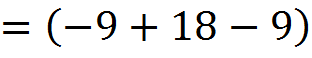 = (−9 + 18 − 9)